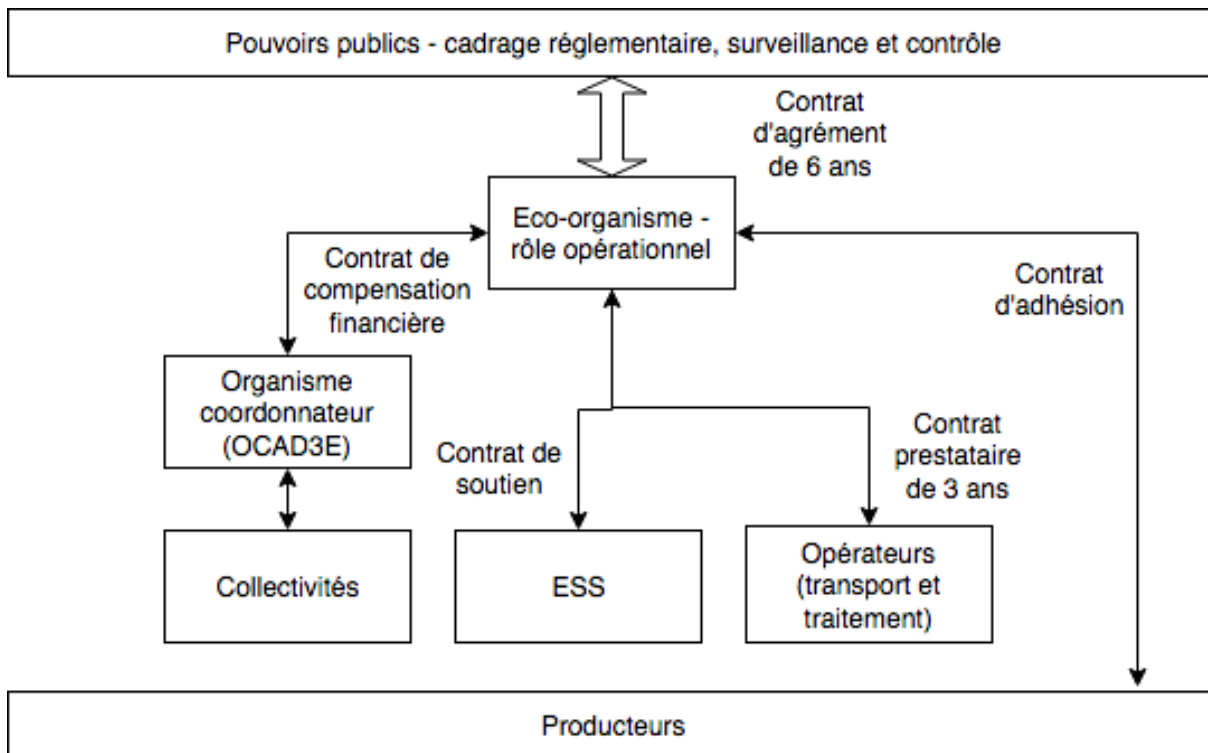 Pouvoirs publics - cadrage réglementaire, surveillance et contrôle
Contrat
d'agrément
de 6 ans
Eco-organisme -
rôle opérationnel
Contrat de
compensation
financière
Contrat
d'adhésion
Organisme
coordonnateur
(OCAD3E)
Contrat de
soutien
Contrat
prestataire
de 3 ans
Collectivités
ESS
Opérateurs
(transport et
traitement)
Producteurs